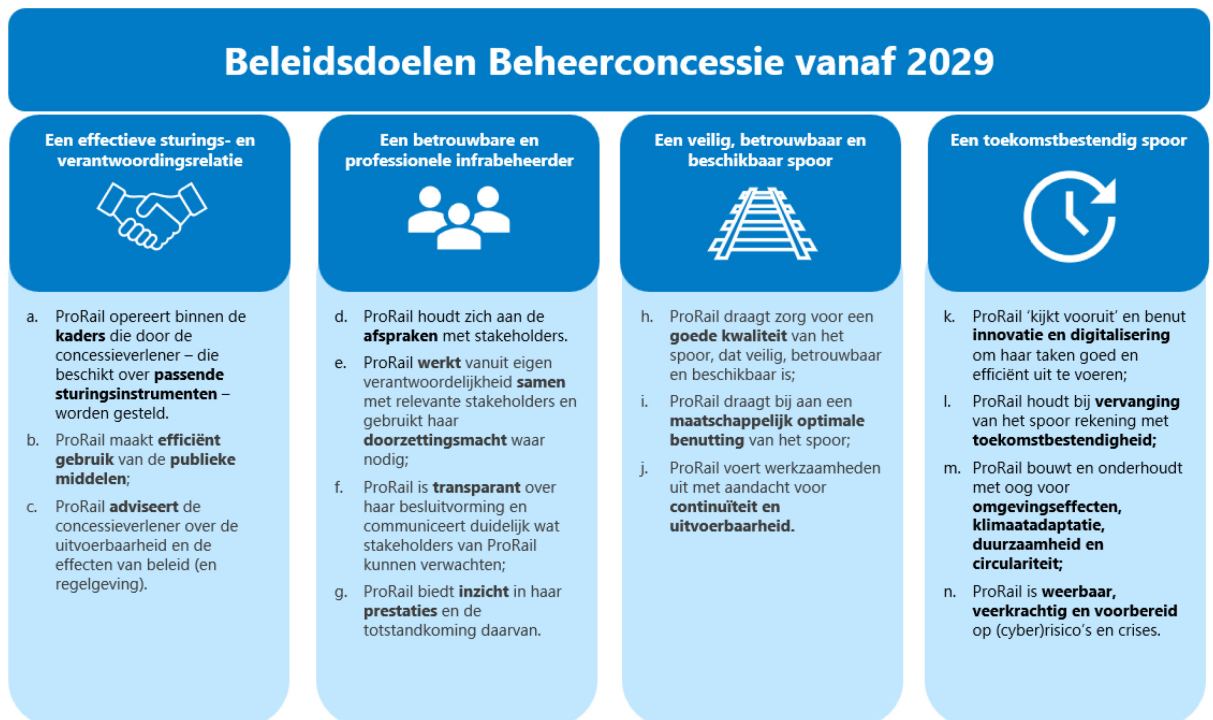 Beleidsdoelen Beheerconcessie vanaf 2029
Een effectieve sturings- en
verantwoordingsrelatie
a. ProRail opereert binnen de
kaders die door de
concessieverlener – die
beschikt over passende
sturingsinstrumenten –
worden gesteld.
b. ProRail maakt efficiënt
gebruik van de publieke
middelen;
c. ProRail adviseert de
concessieverlener over de
uitvoerbaarheid en de
effecten van beleid (en
regelgeving).
Een betrouwbare en
professionele infrabeheerder
d. ProRail houdt zich aan de
afspraken met stakeholders.
e. ProRail werkt vanuit eigen
verantwoordelijkheid samen
met relevante stakeholders en
gebruikt haar
doorzettingsmacht waar
nodig;
f. ProRail is transparant over
haar besluitvorming en
communiceert duidelijk wat
stakeholders van ProRail
kunnen verwachten;
g. ProRail biedt inzicht in haar
prestaties en de
totstandkoming daarvan.
Een veilig, betrouwbaar en
beschikbaar spoor
h. ProRail draagt zorg voor een
goede kwaliteit van het
spoor, dat veilig, betrouwbaar
en beschikbaar is;
i. ProRail draagt bij aan een
maatschappelijk optimale
benutting van het spoor;
j. ProRail voert werkzaamheden
uit met aandacht voor
continuïteit en
uitvoerbaarheid.
Een toekomstbestendig spoor
k. ProRail ‘kijkt vooruit’ en benut
innovatie en digitalisering
om haar taken goed en
efficiënt uit te voeren;
l. ProRail houdt bij vervanging
van het spoor rekening met
toekomstbestendigheid;
m. ProRail bouwt en onderhoudt
met oog voor
omgevingseffecten,
klimaatadaptatie,
duurzaamheid en
circulariteit;
n. ProRail is weerbaar,
veerkrachtig en voorbereid
op (cyber)risico’s en crises.